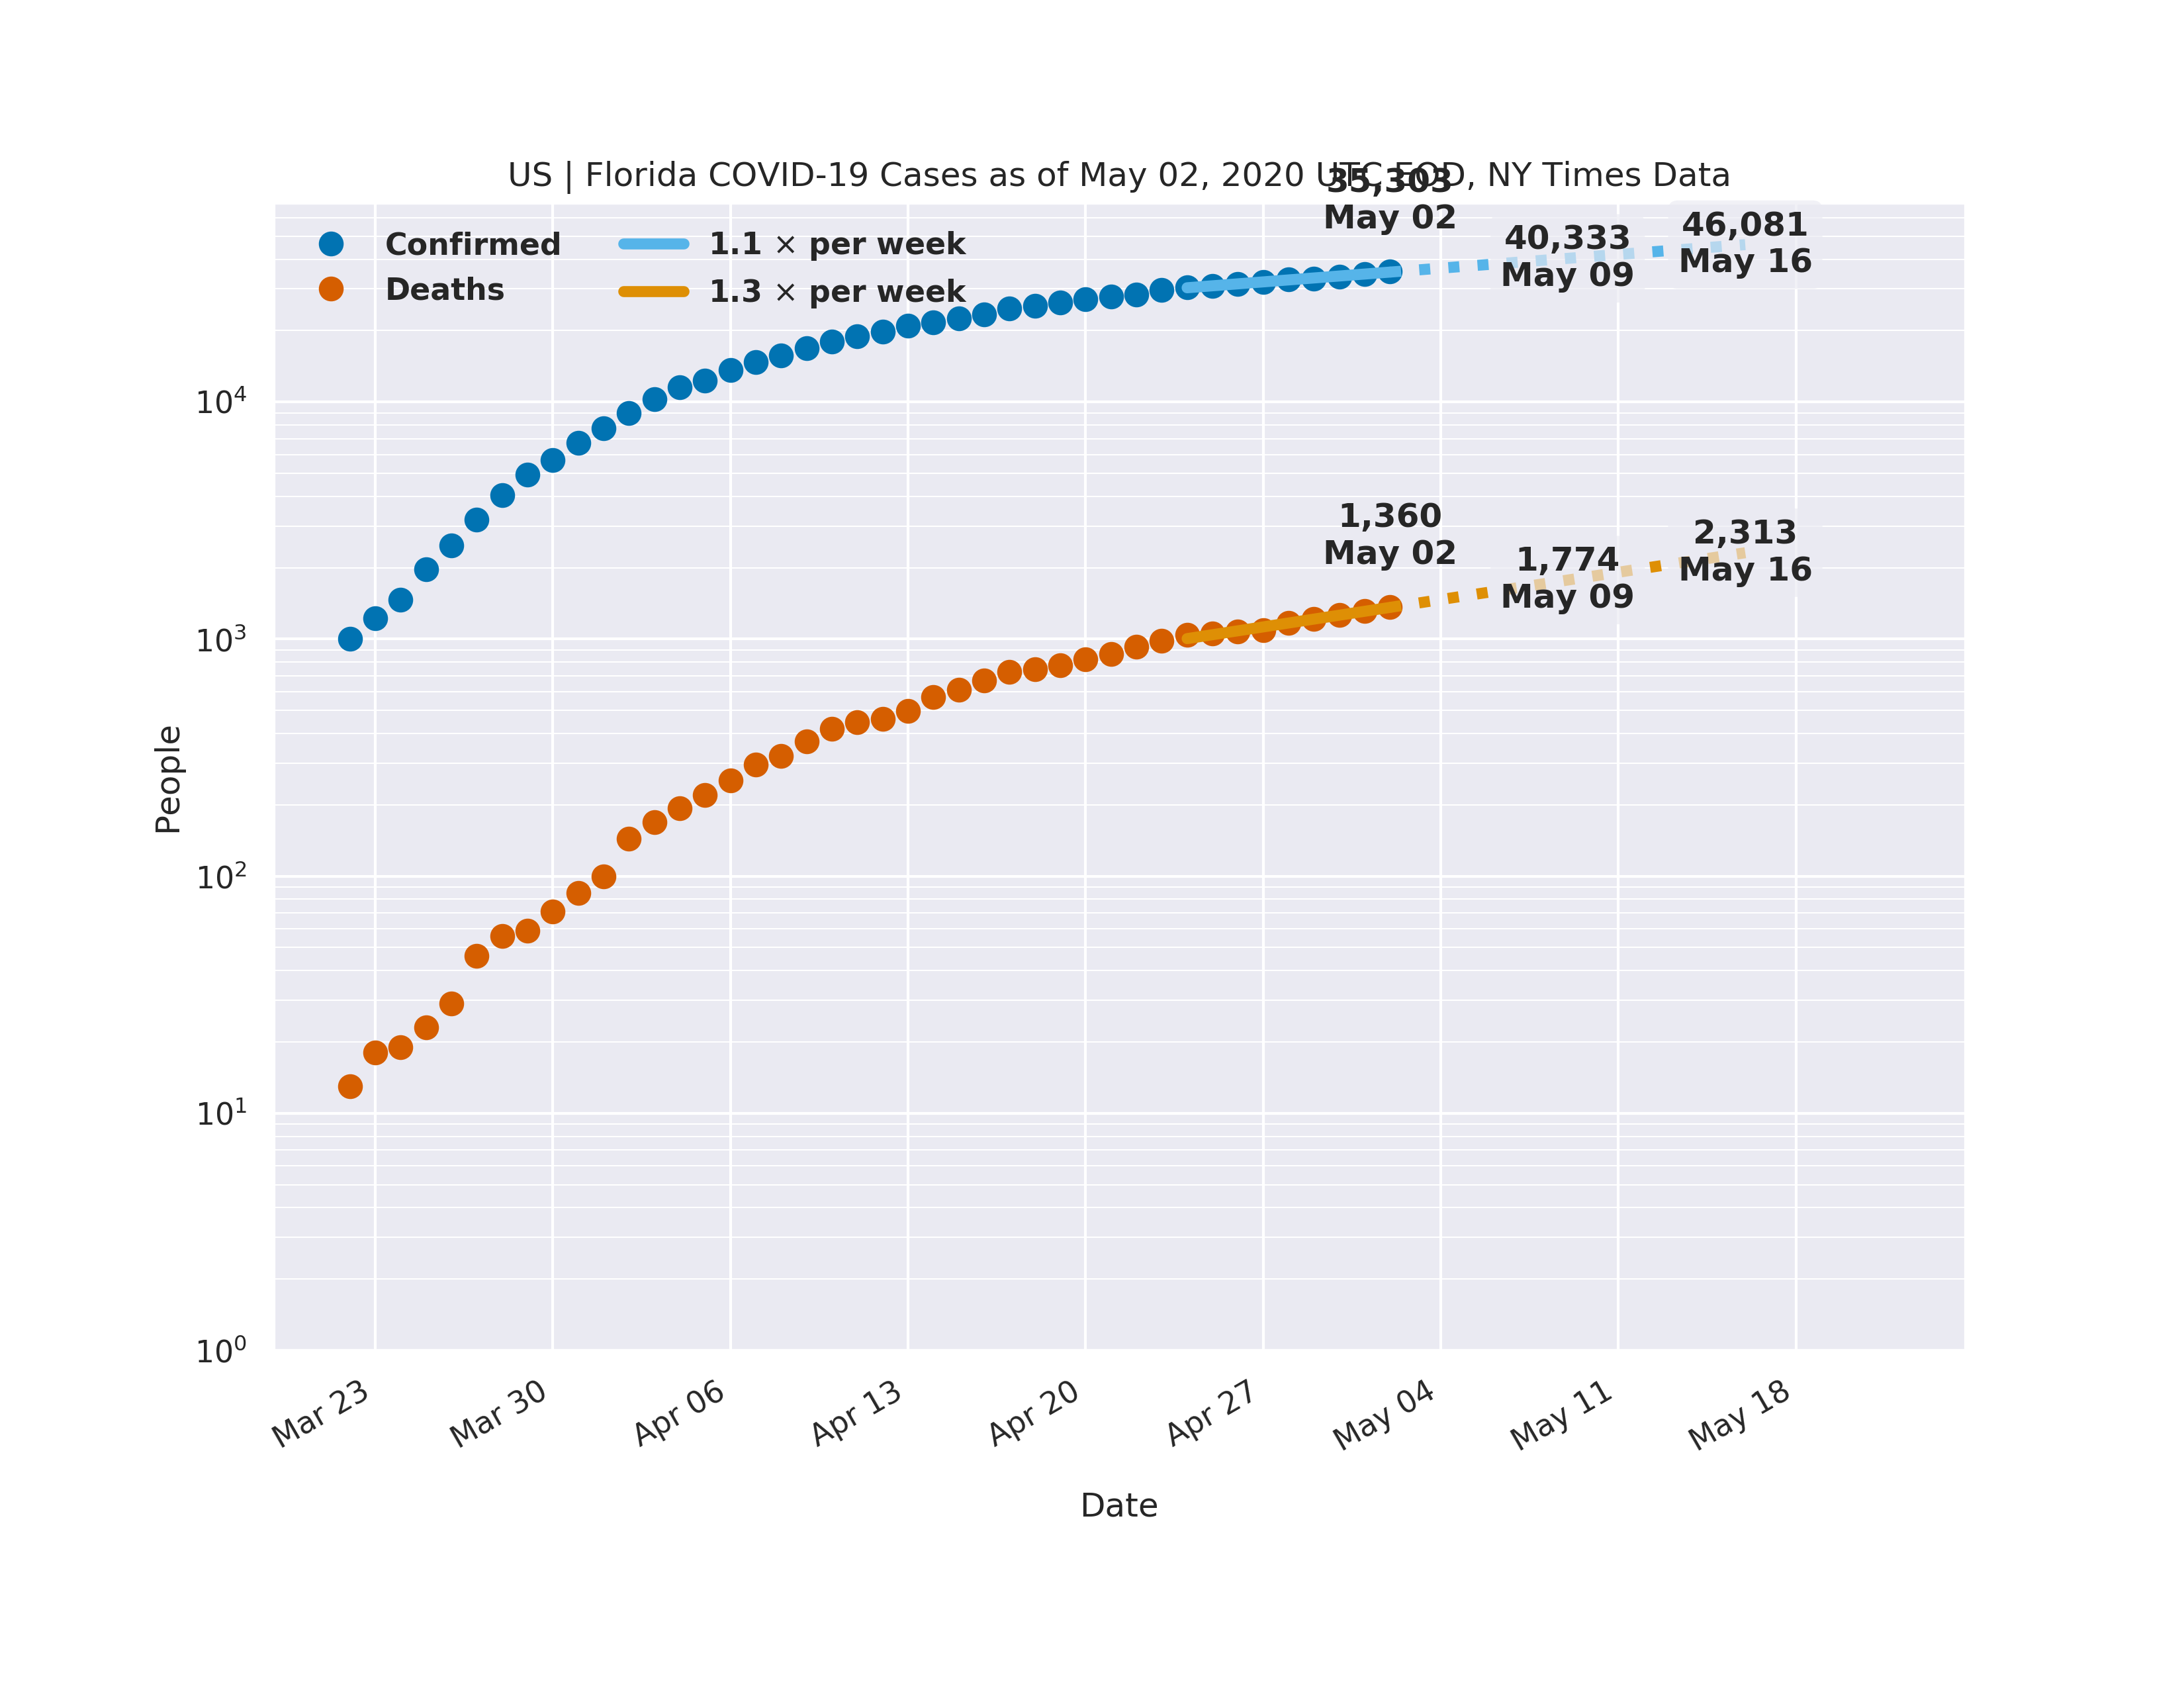 US | Florida COVID-19 Cases as of May 02, 2020 UTC EOD, NY Times Data
35,303
May 02
40,333
May 09
46,081
May 16
Confirmed
Deaths
1.1 × per week
1.3 × per week
1,360
May 02
1,774
May 09
2,313
May 16
People
10⁴
10³
10²
10¹
10⁰
Mar 23
Mar 30
Apr 06
Apr 13
Apr 20
Apr 27
May 04
May 11
May 18
Date